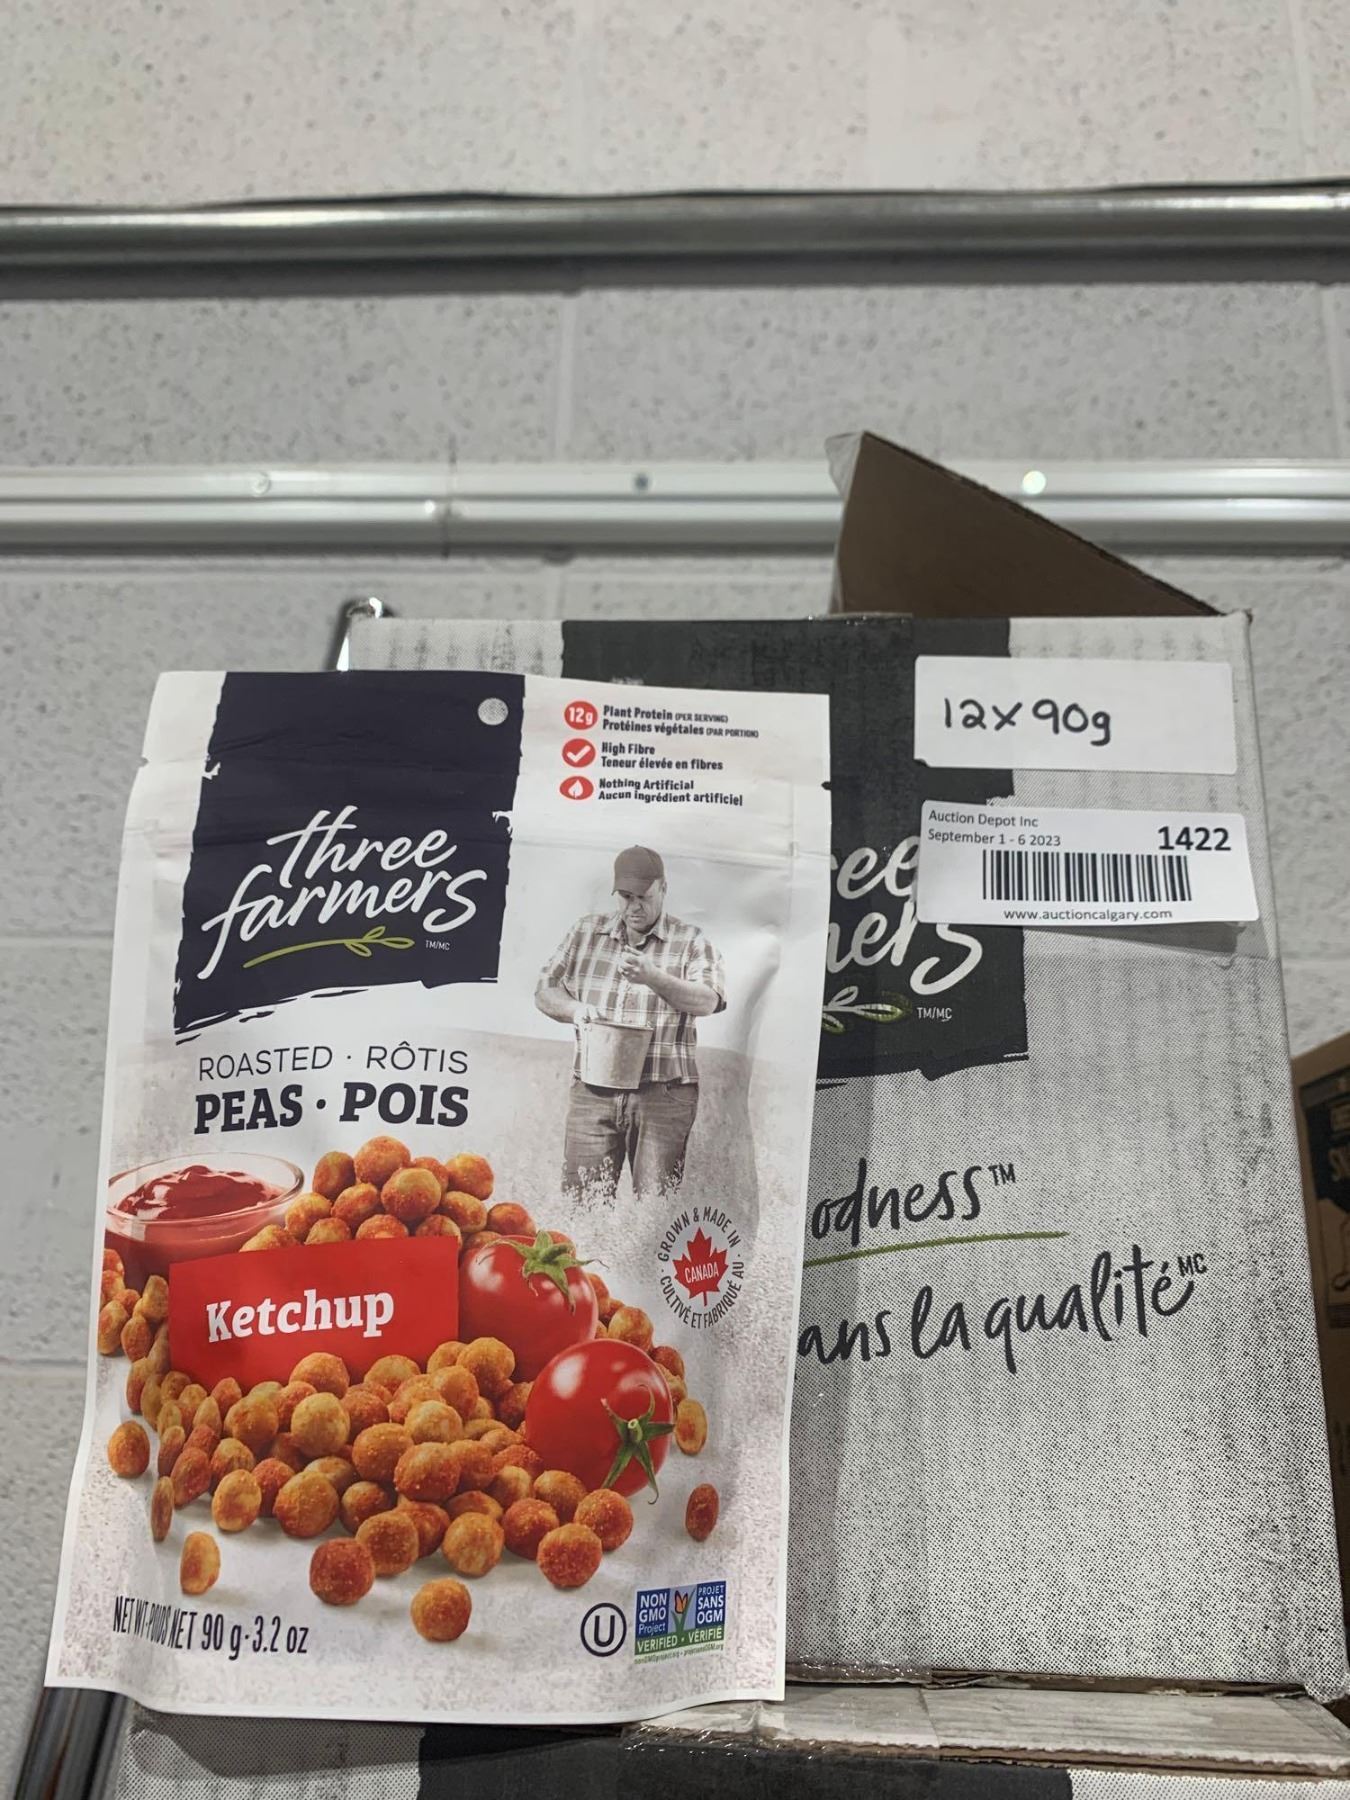 12g Plant Protein (PER SERVING)
Protéines végétales (PAR PORTION)
High Fibre
Teneur élevée en fibres
Nothing Artificial
Aucun ingrédient artificiel
three
farmers
TM/MC
ROASTED · RÔTIS
PEAS · POIS
Ketchup
GROWN & MADE IN
CANADA
CULTIVÉ ET FABRIQUÉ AU
NET WT·POIDS NET 90 g·3.2 oz
U
NON
GMO
Project
VERIFIED
PROJET
SANS
OGM
VÉRIFIÉ
12x90g
Auction Depot Inc
September 1 - 6 2023
1422
www.auctioncalgary.com
ee
ers
TM/MC
odness™
ans la qualité MC